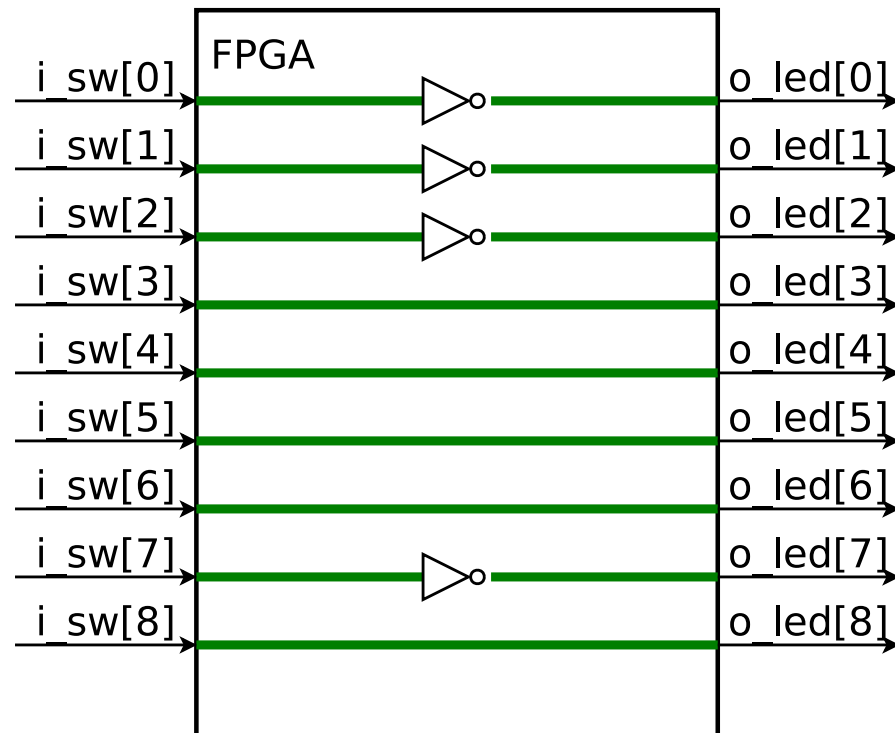 FPGA
i_sw[0] o_led[0]
i_sw[1] o_led[1]
i_sw[2] o_led[2]
i_sw[3] o_led[3]
i_sw[4] o_led[4]
i_sw[5] o_led[5]
i_sw[6] o_led[6]
i_sw[7] o_led[7]
i_sw[8] o_led[8]